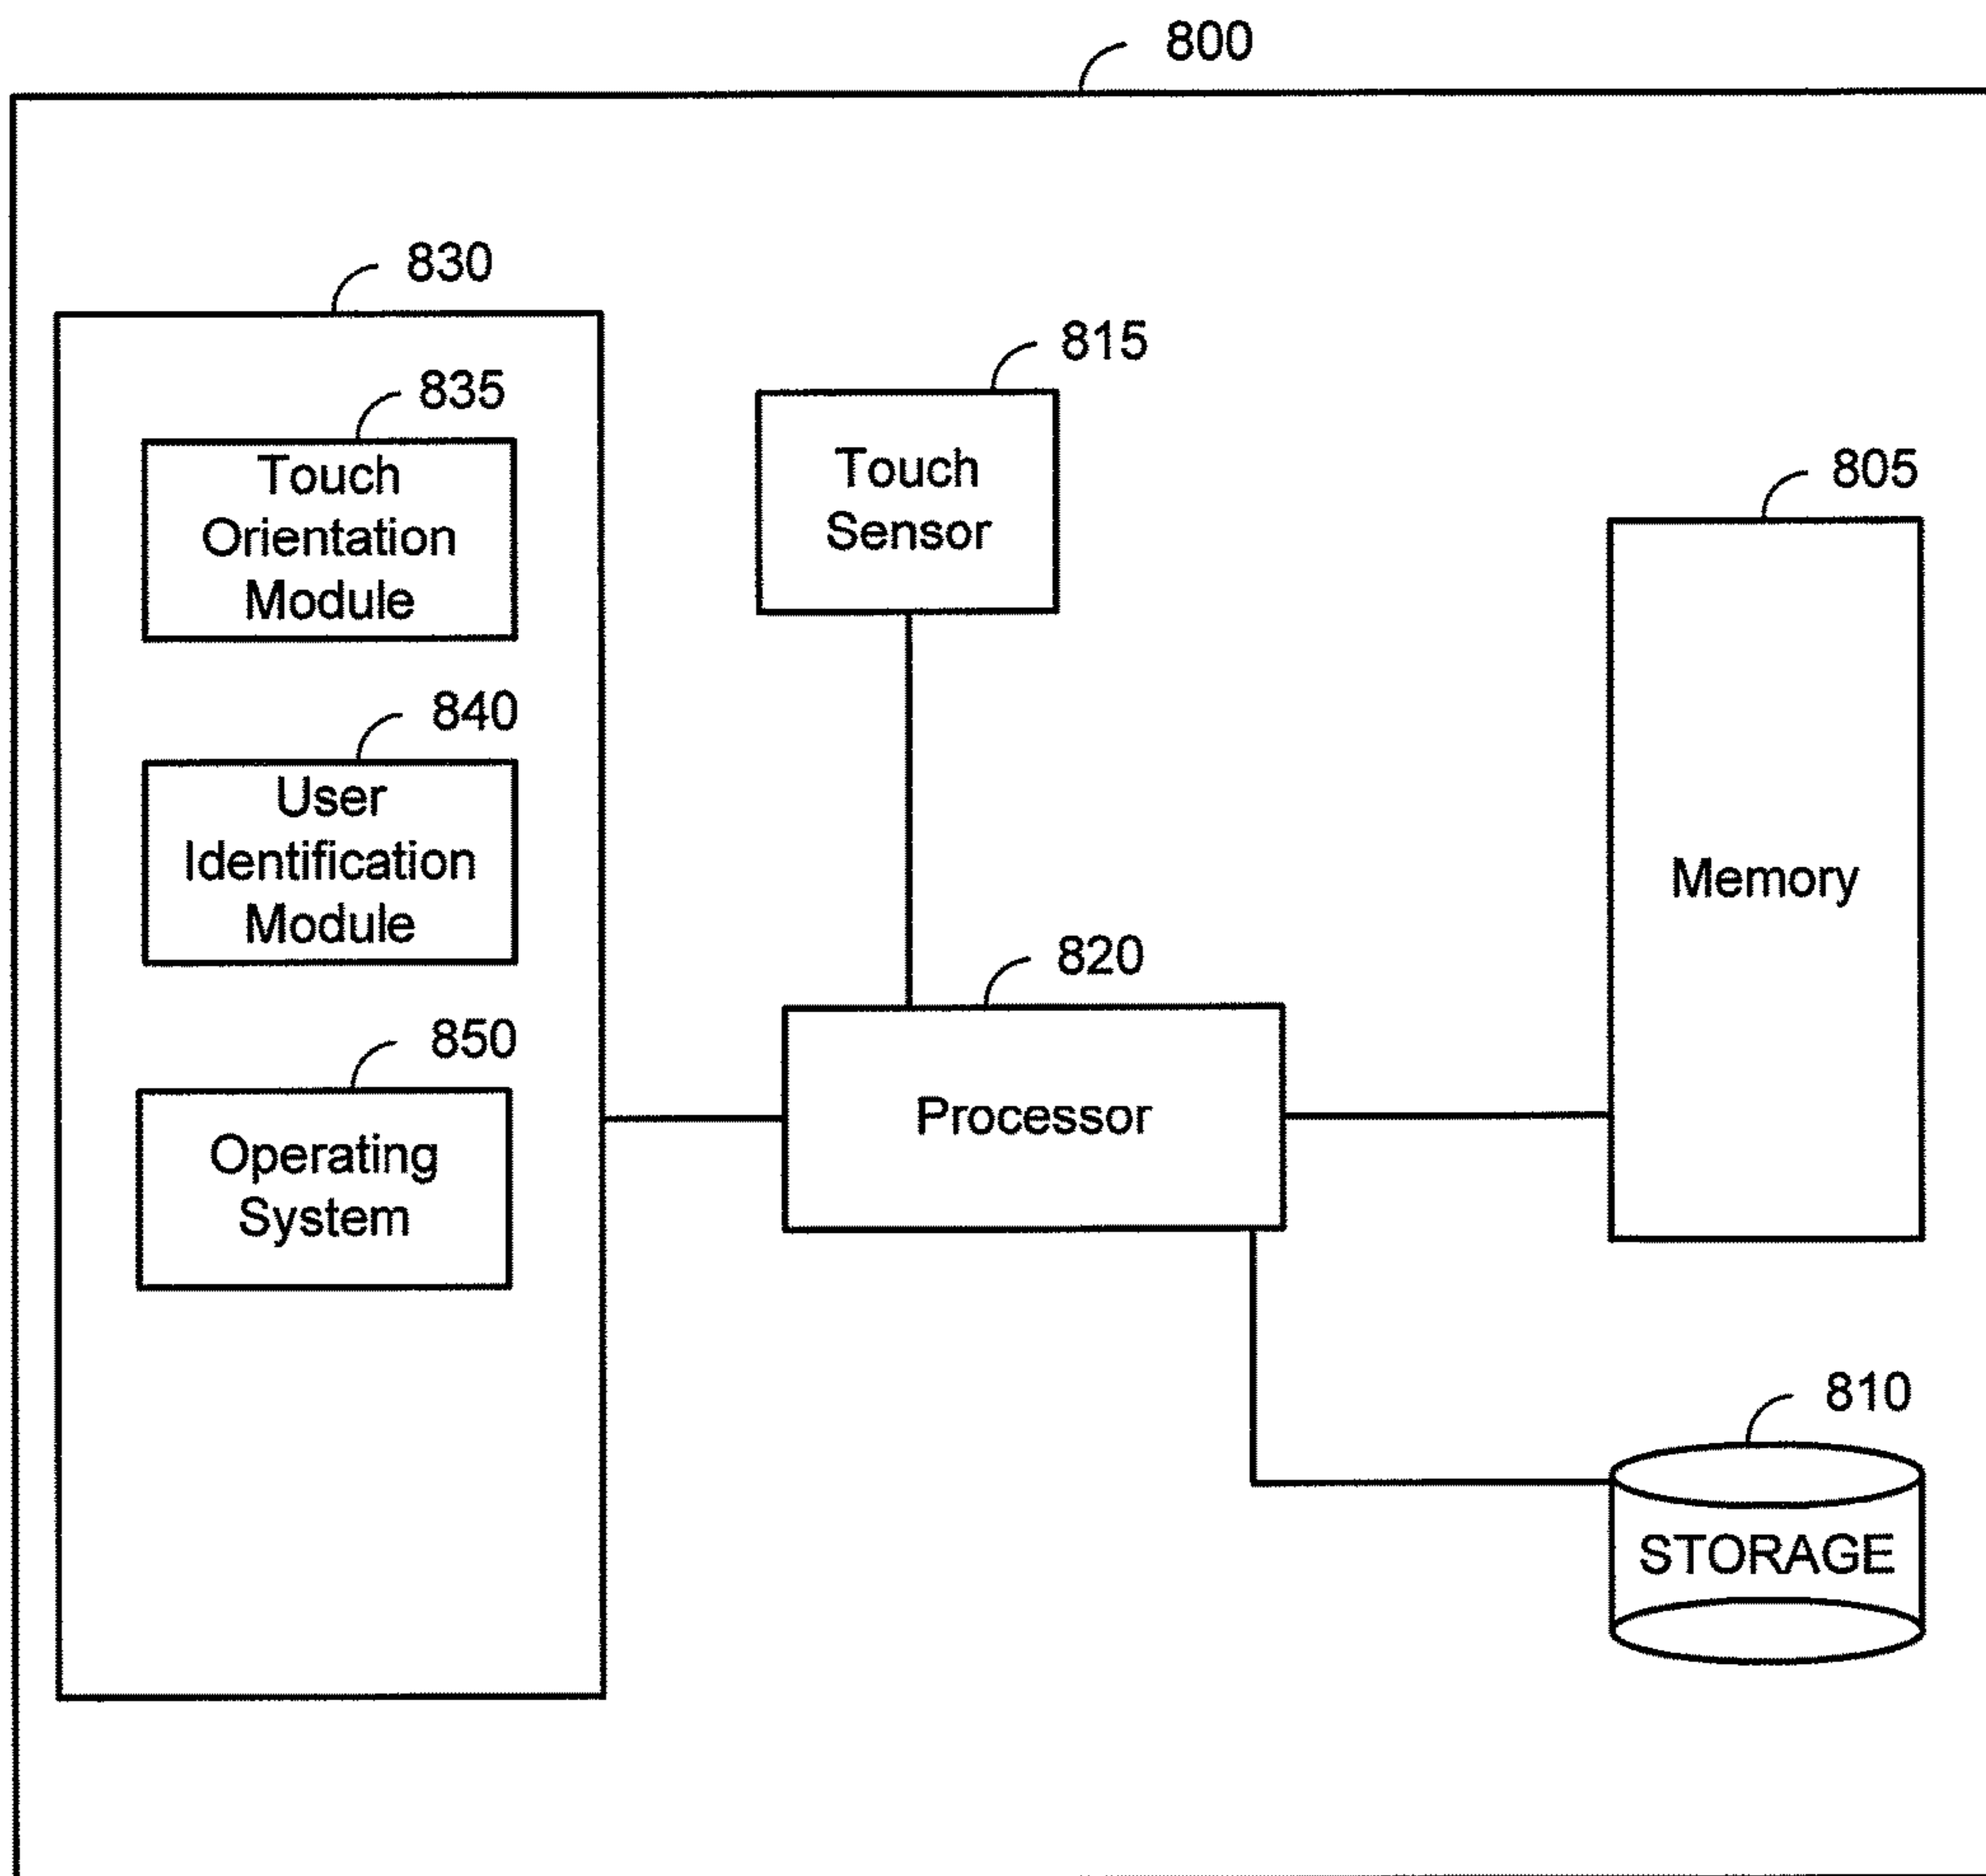 800
830
835
Touch
Orientation
Module
840
User
Identification
Module
850
Operating
System
815
Touch
Sensor
820
Processor
805
Memory
810
STORAGE